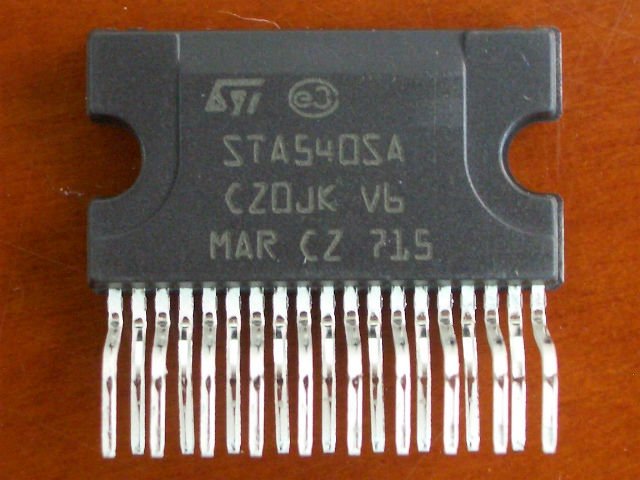 ST e3
STA540SA
CZ0JK V6
MAR CZ 715